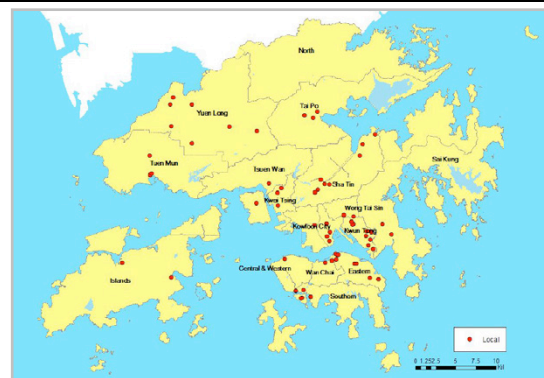 North
Yuen Long
Tai Po
Tuen Mun
Tsuen Wan
Sai Kung
Sha Tin
Kwai Tsing
Wong Tai Sin
Kowloon City
Kwun Tong
Central & Western
Wan Chai
Eastern
Islands
Southern
Local
0 1.25 2.5 5 7.5 10